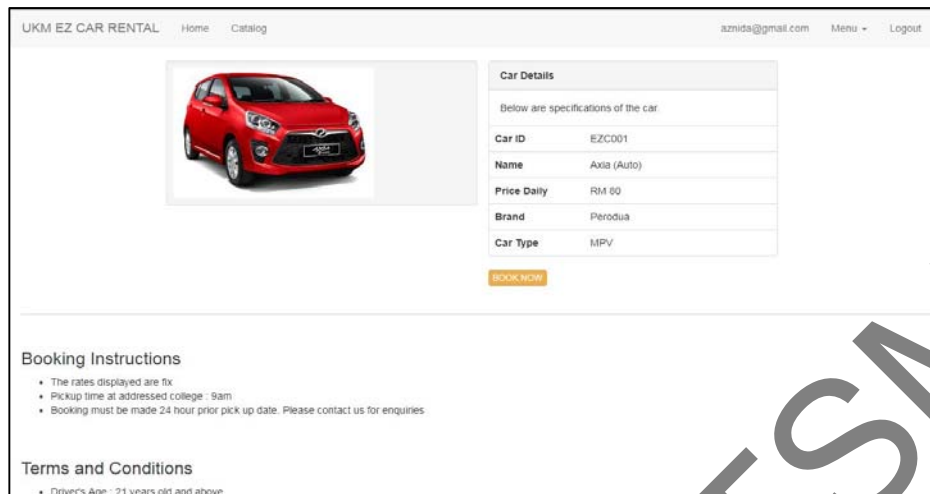 UKM EZ CAR RENTAL Home Catalog aznida@gmail.com Menu Logout
Car Details
Below are specifications of the car.
Car ID EZC001
Name Axia (Auto)
Price Daily RM 80
Brand Perodua
Car Type MPV
BOOK NOW
Booking Instructions
The rates displayed are fix
Pickup time at addressed college : 9am
Booking must be made 24 hour prior pick up date. Please contact us for enquiries
Terms and Conditions
Driver's Age : 21 years old and above